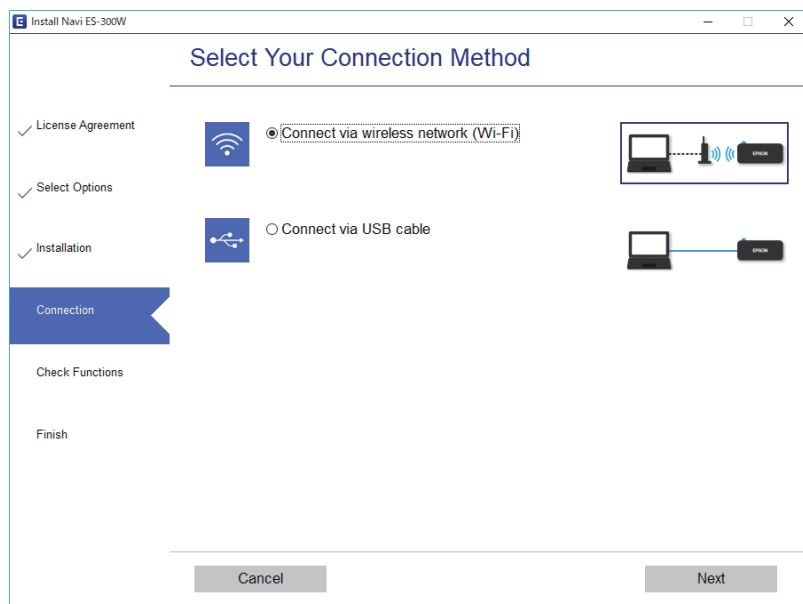 Install Navi ES-300W
Select Your Connection Method
License Agreement
Select Options
Installation
Connection
Check Functions
Finish
Connect via wireless network (Wi-Fi)
EPSON
Connect via USB cable
EPSON
Cancel
Next